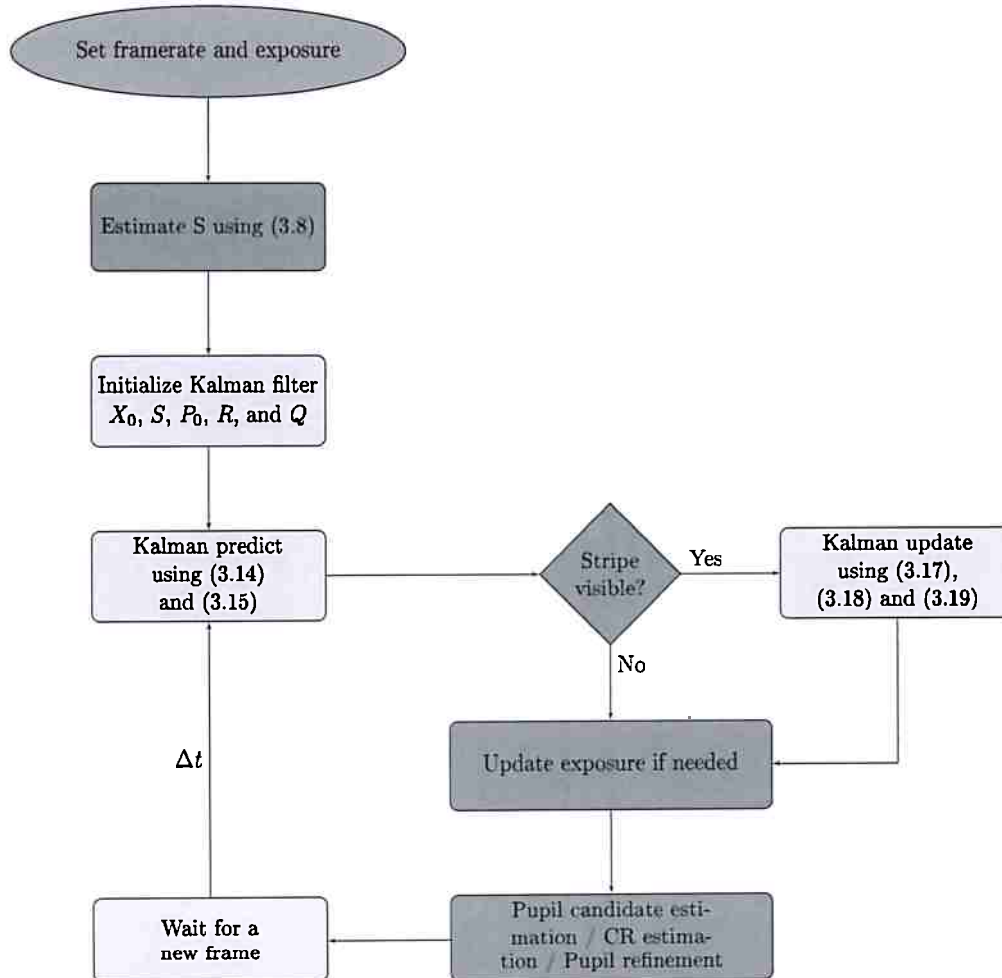 Set framerate and exposure
Estimate S using (3.8)
Initialize Kalman filter
X₀, S, P₀, R, and Q
Kalman predict
using (3.14)
and (3.15)
Stripe
visible?
Yes
Kalman update
using (3.17),
(3.18) and (3.19)
No
Update exposure if needed
Δt
Pupil candidate esti-
mation / CR estima-
tion / Pupil refinement
Wait for a
new frame